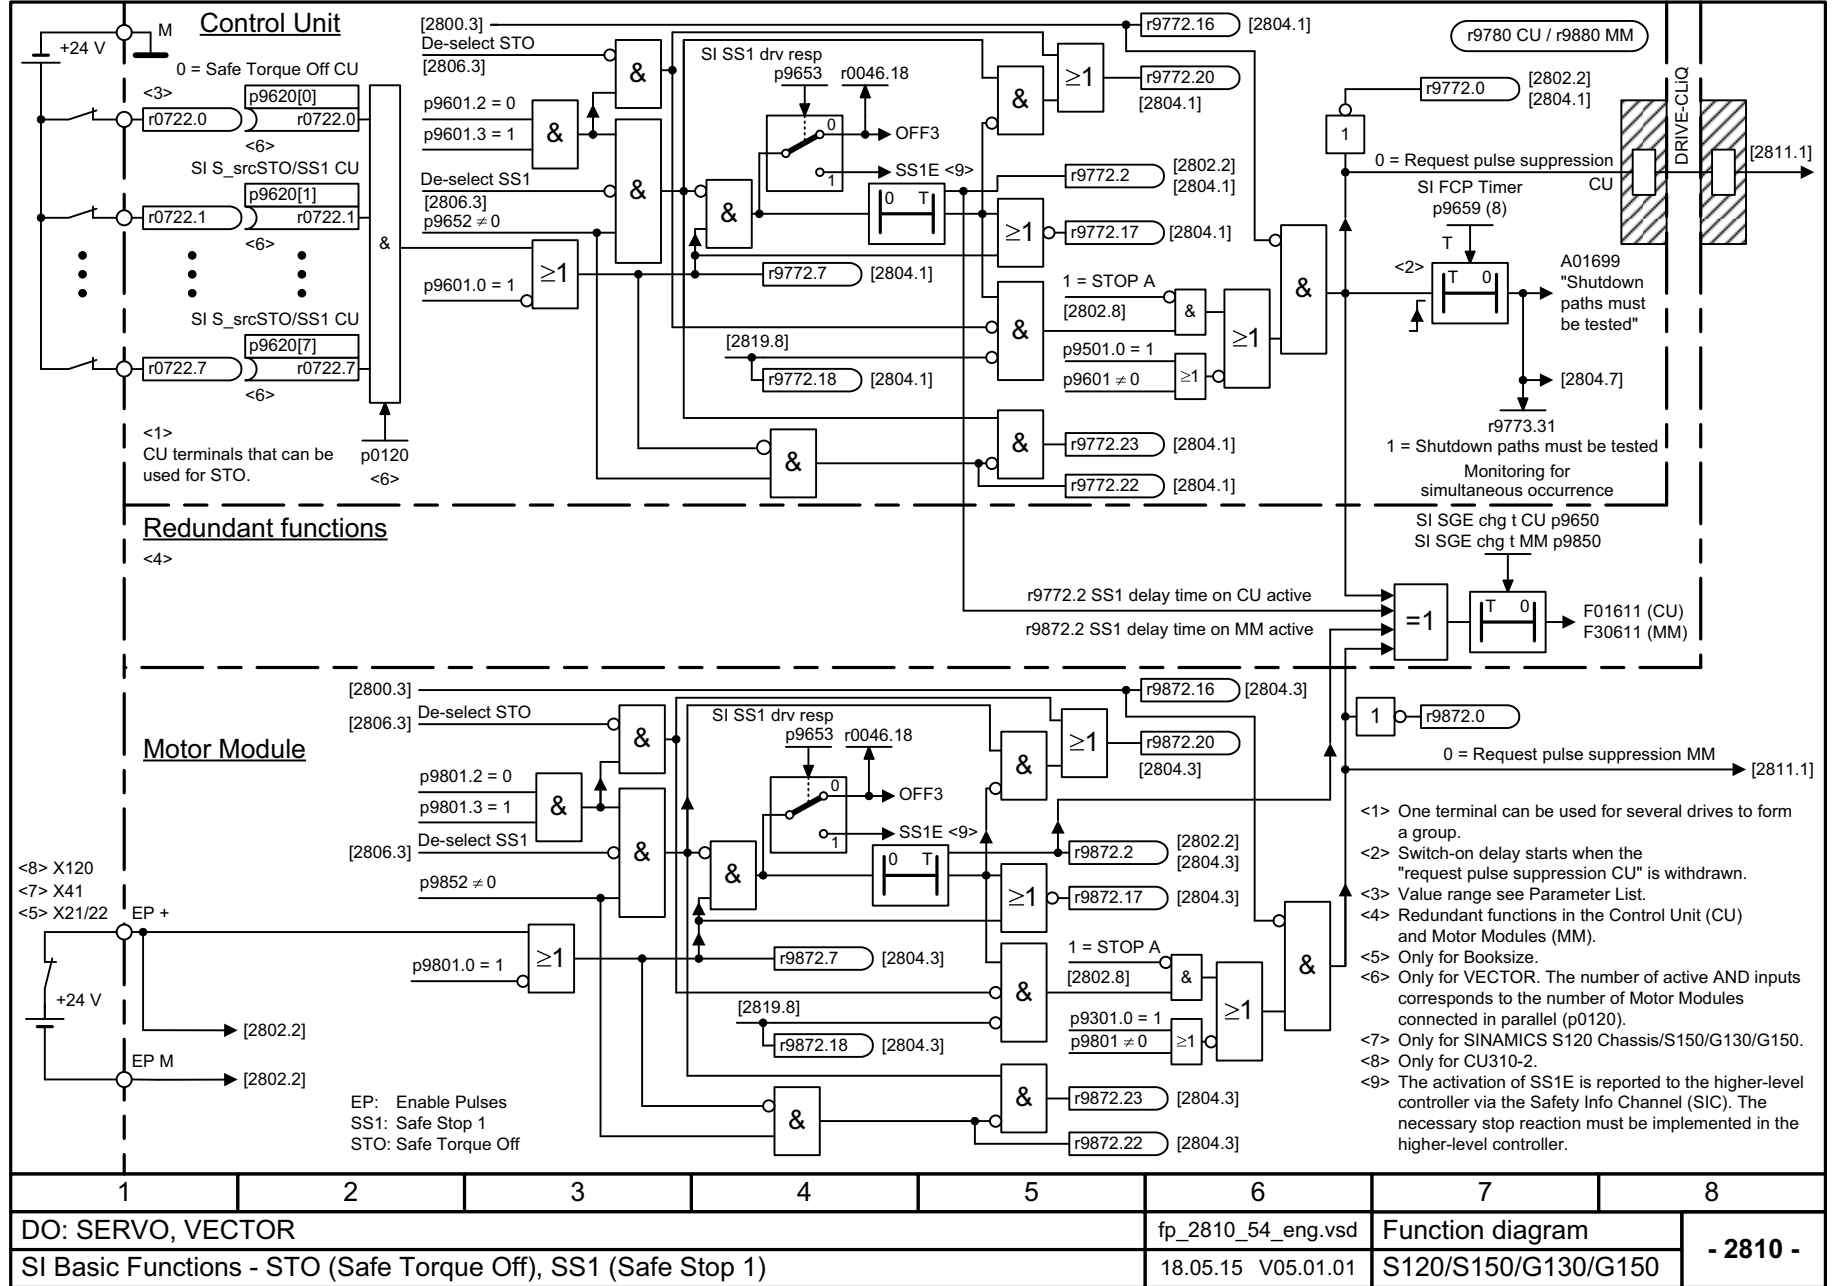 Control Unit
M
+24 V
0 = Safe Torque Off CU
<3>
p9620[0]
r0722.0
r0722.0
<6>
SI S_srcSTO/SS1 CU
p9620[1]
r0722.1
r0722.1
<6>
SI S_srcSTO/SS1 CU
p9620[7]
r0722.7
r0722.7
<6>
&
p0120
<6>
<1>
CU terminals that can be
used for STO.
[2800.3]
De-select STO
[2806.3]
&
p9601.2 = 0
p9601.3 = 1
&
De-select SS1
[2806.3]
p9652 ≠ 0
&
p9601.0 = 1
≥1
SI SS1 drv resp
p9653
r0046.18
0
OFF3
1
SS1E <9>
&
0 T
r9772.7
[2804.1]
[2819.8]
r9772.18
[2804.1]
&
&
≥1
≥1
&
&
r9772.16
[2804.1]
r9772.20
[2804.1]
r9772.2
[2802.2]
[2804.1]
r9772.17
[2804.1]
1 = STOP A
[2802.8]
&
p9501.0 = 1
p9601 ≠ 0
≥1
≥1
&
r9772.23
[2804.1]
r9772.22
[2804.1]
r9780 CU / r9880 MM
r9772.0
[2802.2]
[2804.1]
1
0 = Request pulse suppression
CU
DRIVE-CLiQ
[2811.1]
SI FCP Timer
p9659 (8)
T
<2>
T 0
A01699
"Shutdown
paths must
be tested"
[2804.7]
r9773.31
1 = Shutdown paths must be tested
Monitoring for
simultaneous occurrence
Redundant functions
<4>
SI SGE chg t CU p9650
SI SGE chg t MM p9850
r9772.2 SS1 delay time on CU active
r9872.2 SS1 delay time on MM active
=1
T 0
F01611 (CU)
F30611 (MM)
Motor Module
[2800.3]
[2806.3]
De-select STO
&
p9801.2 = 0
p9801.3 = 1
&
De-select SS1
[2806.3]
p9852 ≠ 0
&
<8> X120
<7> X41
<5> X21/22
EP +
+24 V
[2802.2]
EP M
[2802.2]
p9801.0 = 1
≥1
SI SS1 drv resp
p9653
r0046.18
0
OFF3
1
SS1E <9>
&
0 T
r9872.7
[2804.3]
[2819.8]
r9872.18
[2804.3]
&
&
≥1
≥1
&
&
r9872.16
[2804.3]
r9872.20
[2804.3]
r9872.2
[2802.2]
[2804.3]
r9872.17
[2804.3]
1 = STOP A
[2802.8]
&
p9301.0 = 1
p9801 ≠ 0
≥1
≥1
&
r9872.23
[2804.3]
r9872.22
[2804.3]
1
r9872.0
0 = Request pulse suppression MM
[2811.1]
EP: Enable Pulses
SS1: Safe Stop 1
STO: Safe Torque Off
<1> One terminal can be used for several drives to form
a group.
<2> Switch-on delay starts when the
"request pulse suppression CU" is withdrawn.
<3> Value range see Parameter List.
<4> Redundant functions in the Control Unit (CU)
and Motor Modules (MM).
<5> Only for Booksize.
<6> Only for VECTOR. The number of active AND inputs
corresponds to the number of Motor Modules
connected in parallel (p0120).
<7> Only for SINAMICS S120 Chassis/S150/G130/G150.
<8> Only for CU310-2.
<9> The activation of SS1E is reported to the higher-level
controller via the Safety Info Channel (SIC). The
necessary stop reaction must be implemented in the
higher-level controller.
1 2 3 4 5 6 7 8
DO: SERVO, VECTOR
fp_2810_54_eng.vsd
Function diagram
- 2810 -
SI Basic Functions - STO (Safe Torque Off), SS1 (Safe Stop 1)
18.05.15 V05.01.01
S120/S150/G130/G150